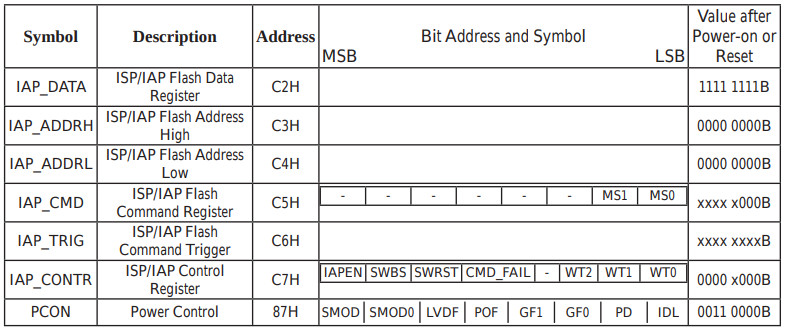 Symbol Description Address Bit Address and Symbol Value after Power-on or Reset
MSB LSB
IAP_DATA ISP/IAP Flash Data Register C2H 1111 1111B
IAP_ADDRH ISP/IAP Flash Address High C3H 0000 0000B
IAP_ADDRL ISP/IAP Flash Address Low C4H 0000 0000B
IAP_CMD ISP/IAP Flash Command Register C5H - - - - - - MS1 MS0 xxxx x000B
IAP_TRIG ISP/IAP Flash Command Trigger C6H xxxx xxxxB
IAP_CONTR ISP/IAP Control Register C7H IAPEN SWBS SWRST CMD_FAIL - WT2 WT1 WT0 0000 x000B
PCON Power Control 87H SMOD SMOD0 LVDF POF GF1 GF0 PD IDL 0011 0000B